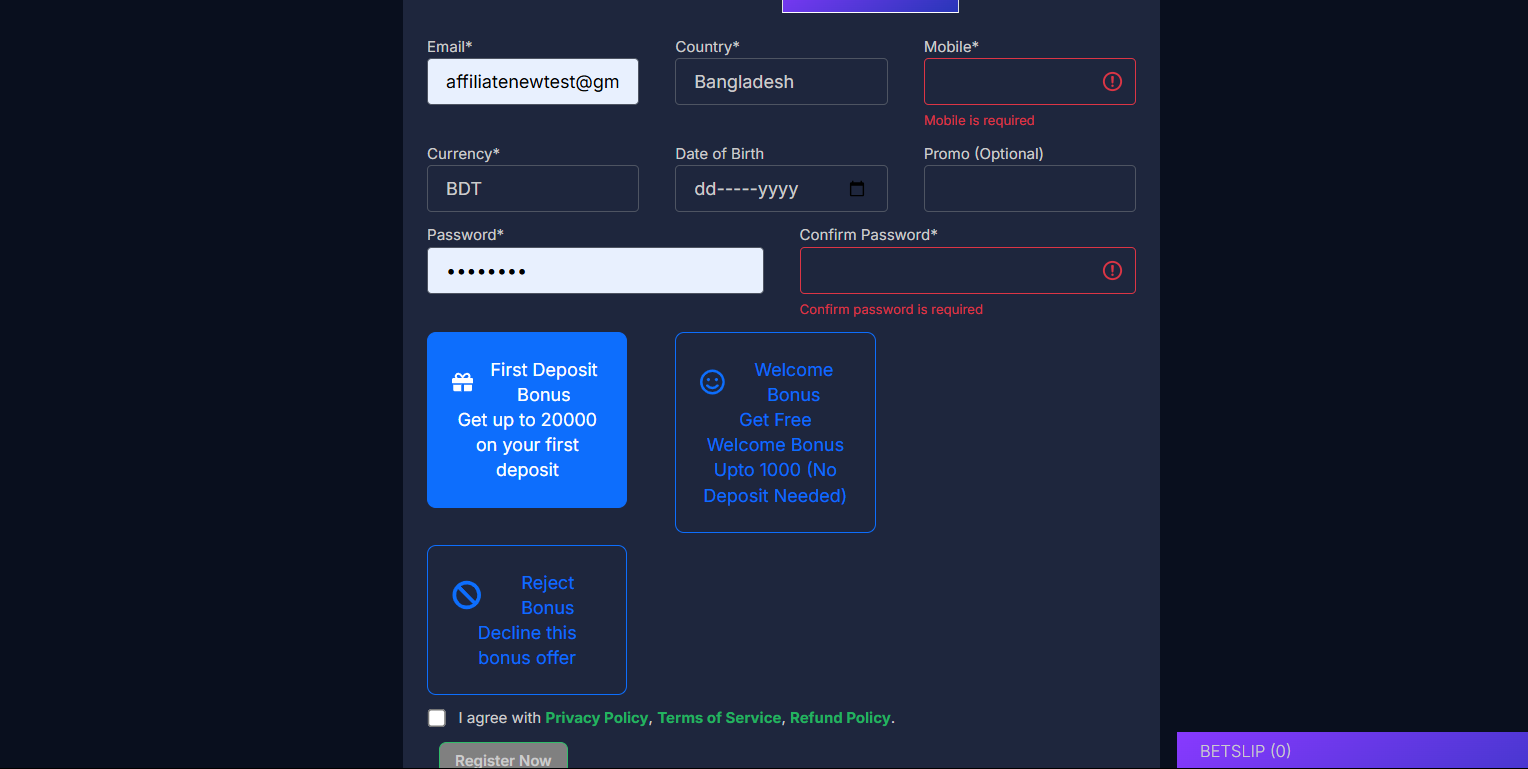 Email*
Country*
Mobile*
affiliatenewtest@gm
Bangladesh
Mobile is required
Currency*
Date of Birth
Promo (Optional)
BDT
dd-----yyyy
Password*
Confirm Password*
••••••••
Confirm password is required
First Deposit
Bonus
Get up to 20000
on your first
deposit
Welcome
Bonus
Get Free
Welcome Bonus
Upto 1000 (No
Deposit Needed)
Reject
Bonus
Decline this
bonus offer
I agree with Privacy Policy, Terms of Service, Refund Policy.
Register Now
BETSLIP (0)